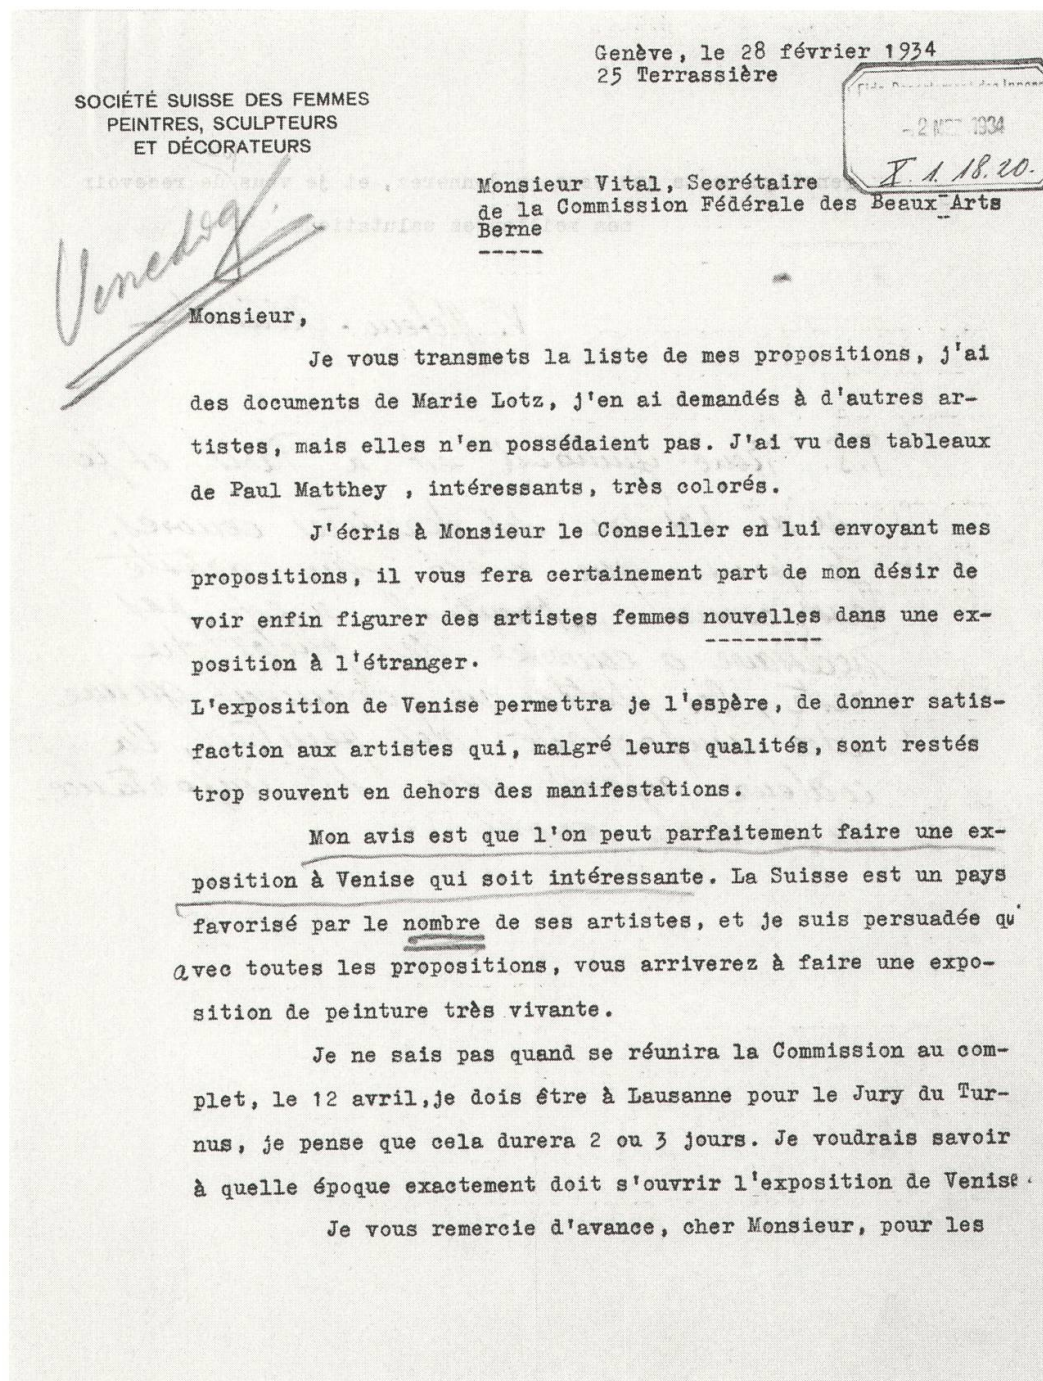 Genève, le 28 février 1934
25 Terrassière
SOCIÉTÉ SUISSE DES FEMMES
PEINTRES, SCULPTEURS
ET DÉCORATEURS
1934
X. 1. 18.20.
Venedig.
Monsieur Vital, Secrétaire
de la Commission Fédérale des Beaux-Arts
Berne
Monsieur,
Je vous transmets la liste de mes propositions, j'ai
des documents de Marie Lotz, j'en ai demandés à d'autres ar-
tistes, mais elles n'en possédaient pas. J'ai vu des tableaux
de Paul Matthey , intéressants, très colorés.
J'écris à Monsieur le Conseiller en lui envoyant mes
propositions, il vous fera certainement part de mon désir de
voir enfin figurer des artistes femmes nouvelles dans une ex-
position à l'étranger.
L'exposition de Venise permettra je l'espère, de donner satis-
faction aux artistes qui, malgré leurs qualités, sont restés
trop souvent en dehors des manifestations.
Mon avis est que l'on peut parfaitement faire une ex-
position à Venise qui soit intéressante. La Suisse est un pays
favorisé par le nombre de ses artistes, et je suis persuadée qu'
avec toutes les propositions, vous arriverez à faire une expo-
sition de peinture très vivante.
Je ne sais pas quand se réunira la Commission au com-
plet, le 12 avril,je dois être à Lausanne pour le Jury du Tur-
nus, je pense que cela durera 2 ou 3 jours. Je voudrais savoir
à quelle époque exactement doit s'ouvrir l'exposition de Venise.
Je vous remercie d'avance, cher Monsieur, pour les